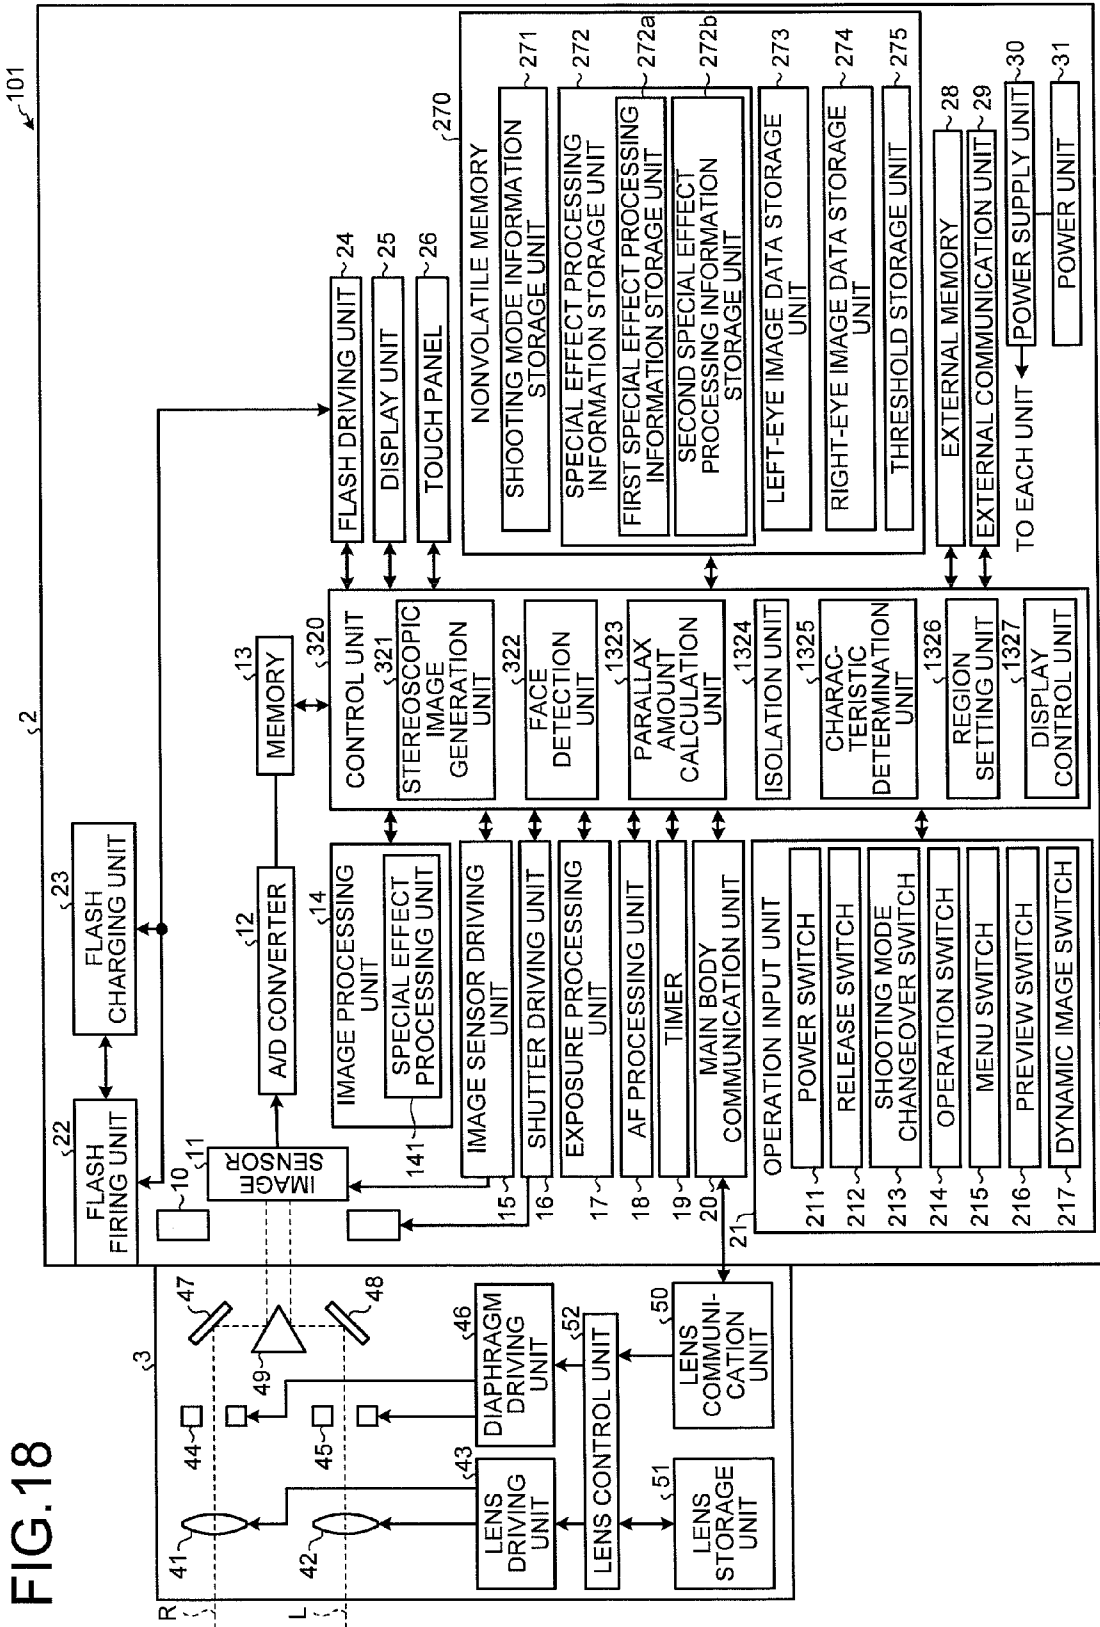 FIG.18
101
2
3
R
L
41
42
43
LENS
DRIVING
UNIT
44
45
46
DIAPHRAGM
DRIVING
UNIT
47
48
49
52
LENS CONTROL UNIT
51
LENS
STORAGE
UNIT
50
LENS
COMMUNI-
CATION
UNIT
22
FLASH
FIRING UNIT
23
FLASH
CHARGING UNIT
10
11
IMAGE
SENSOR
12
A/D CONVERTER
13
MEMORY
14
IMAGE PROCESSING
UNIT
SPECIAL EFFECT
PROCESSING UNIT
141
IMAGE SENSOR DRIVING
UNIT
15
SHUTTER DRIVING UNIT
16
EXPOSURE PROCESSING
UNIT
17
AF PROCESSING UNIT
18
TIMER
19
MAIN BODY
COMMUNICATION UNIT
20
21
OPERATION INPUT UNIT
211
POWER SWITCH
212
RELEASE SWITCH
213
SHOOTING MODE
CHANGEOVER SWITCH
214
OPERATION SWITCH
215
MENU SWITCH
216
PREVIEW SWITCH
217
DYNAMIC IMAGE SWITCH
320
CONTROL UNIT
321
STEREOSCOPIC
IMAGE
GENERATION
UNIT
322
FACE
DETECTION
UNIT
1323
PARALLAX
AMOUNT
CALCULATION
UNIT
1324
ISOLATION UNIT
1325
CHARAC-
TERISTIC
DETERMINATION
UNIT
1326
REGION
SETTING UNIT
1327
DISPLAY
CONTROL UNIT
24
FLASH DRIVING UNIT
25
DISPLAY UNIT
26
TOUCH PANEL
270
NONVOLATILE MEMORY
271
SHOOTING MODE INFORMATION
STORAGE UNIT
272
SPECIAL EFFECT PROCESSING
INFORMATION STORAGE UNIT
272a
FIRST SPECIAL EFFECT PROCESSING
INFORMATION STORAGE UNIT
272b
SECOND SPECIAL EFFECT
PROCESSING INFORMATION
STORAGE UNIT
273
LEFT-EYE IMAGE DATA STORAGE
UNIT
274
RIGHT-EYE IMAGE DATA STORAGE
UNIT
275
THRESHOLD STORAGE UNIT
28
EXTERNAL MEMORY
29
EXTERNAL COMMUNICATION UNIT
30
TO EACH UNIT
POWER SUPPLY UNIT
31
POWER UNIT